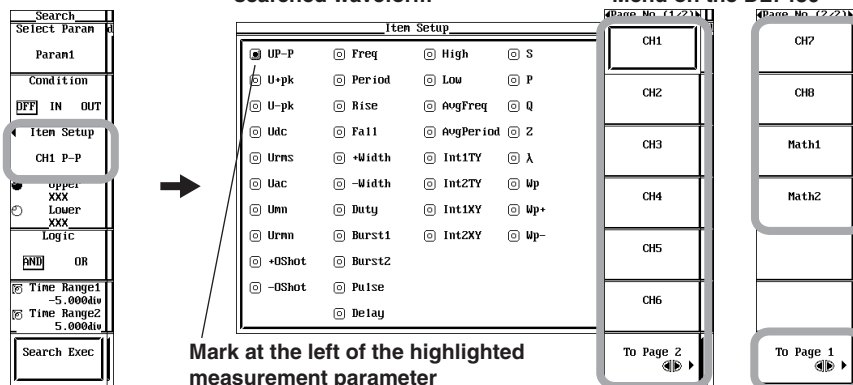 Search
Select Param
Param1
Condition
OFF IN OUT
Item Setup
CH1 P-P
Upper
XXX
Lower
XXX
Logic
AND OR
Time Range1
-5.000div
Time Range2
5.000div
Search Exec
searched waveform
Item Setup
UP-P Freq High S
U+pk Period Low P
U-pk Rise AvgFreq Q
Udc Fall AvgPeriod Z
Urms +Width Int1TY λ
Uac -Width Int2TY Wp
Umn Duty Int1XY Wp+
Urmn Burst1 Int2XY Wp-
+OShot Burst2
-OShot Pulse
Delay
Mark at the left of the highlighted
measurement parameter
Menu on the DL7480
Page No.(1/2)
CH1
CH2
CH3
CH4
CH5
CH6
To Page 2
Page No.(2/2)
CH7
CH8
Math1
Math2
To Page 1